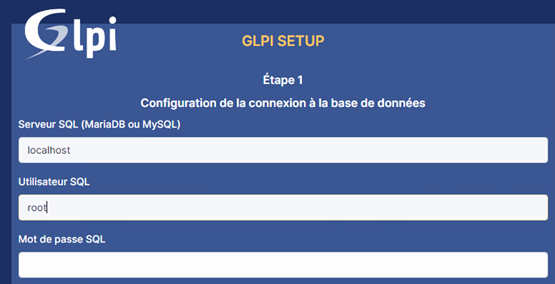 Glpi
GLPI SETUP
Étape 1
Configuration de la connexion à la base de données
Serveur SQL (MariaDB ou MySQL)
localhost
Utilisateur SQL
root
Mot de passe SQL